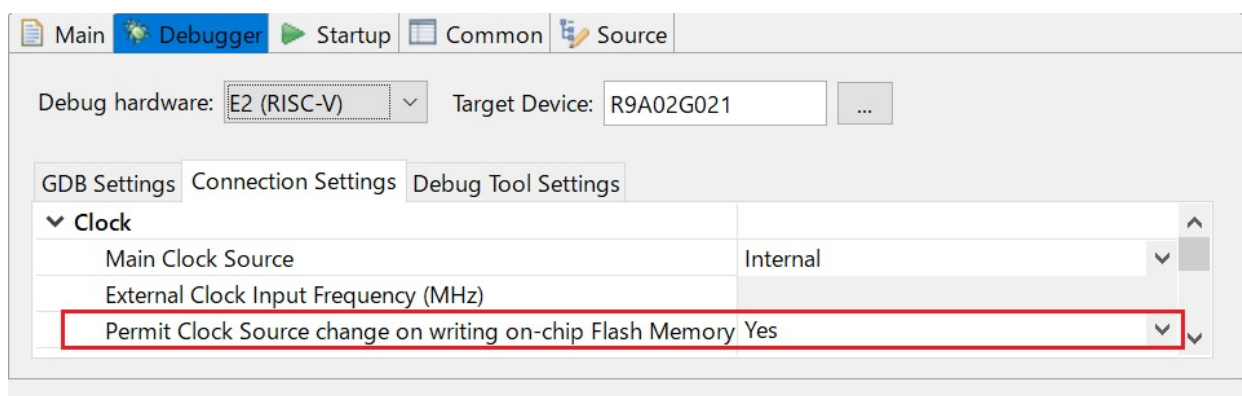 Main Debugger Startup Common Source
Debug hardware: E2 (RISC-V) Target Device: R9A02G021 ...
GDB Settings Connection Settings Debug Tool Settings
Clock
Main Clock Source Internal
External Clock Input Frequency (MHz)
Permit Clock Source change on writing on-chip Flash Memory Yes